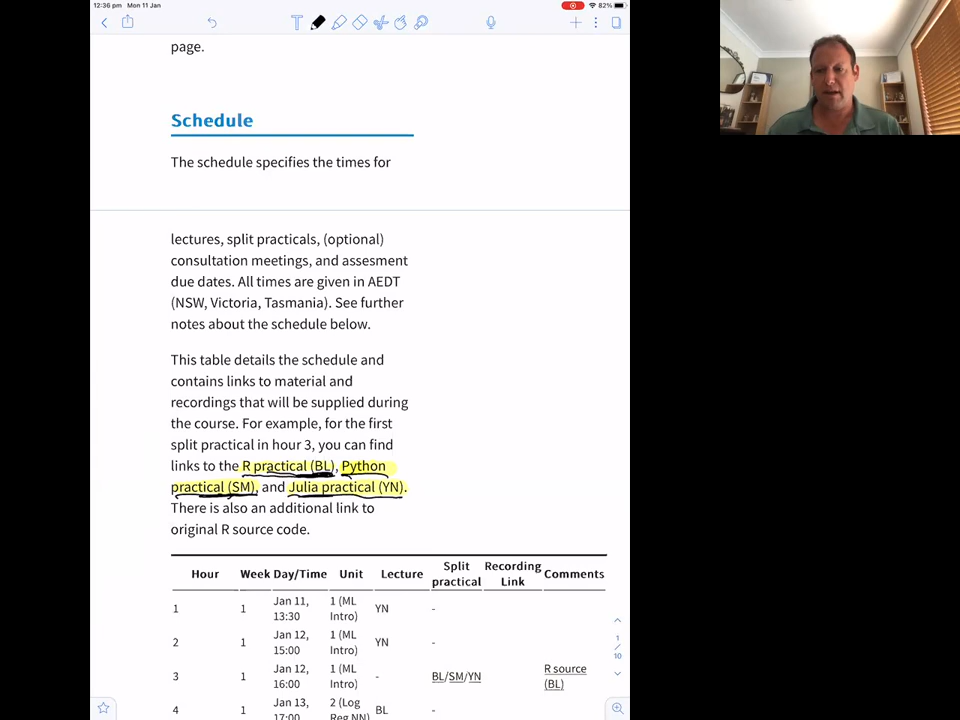 12:36 pm Mon 11 Jan
82%
page.
Schedule
The schedule specifies the times for
lectures, split practicals, (optional)
consultation meetings, and assesment
due dates. All times are given in AEDT
(NSW, Victoria, Tasmania). See further
notes about the schedule below.
This table details the schedule and
contains links to material and
recordings that will be supplied during
the course. For example, for the first
split practical in hour 3, you can find
links to the R practical (BL), Python
practical (SM), and Julia practical (YN).
There is also an additional link to
original R source code.
Hour Week Day/Time Unit Lecture Split practical Recording Link Comments
1 1 Jan 11, 13:30 1 (ML Intro) YN -
2 1 Jan 12, 15:00 1 (ML Intro) YN -
3 1 Jan 12, 16:00 1 (ML Intro) - BL/SM/YN R source (BL)
4 1 Jan 13, 17:00 2 (Log Reg NN) BL -
1
/
10